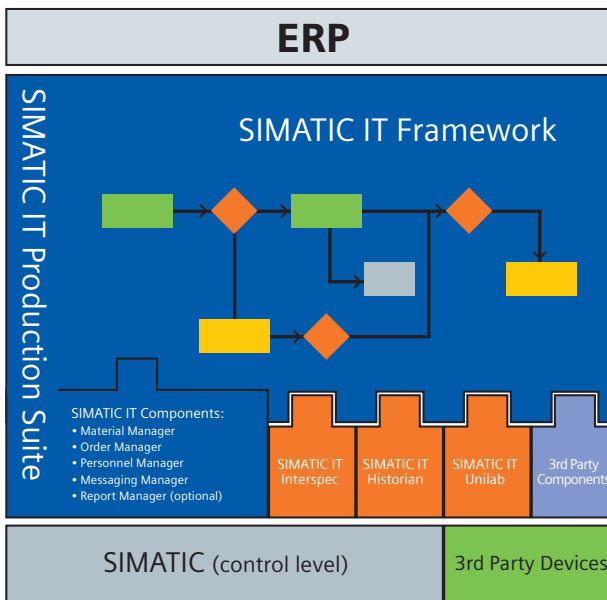 ERP
SIMATIC IT Production Suite
SIMATIC IT Framework
SIMATIC IT Components:
• Material Manager
• Order Manager
• Personnel Manager
• Messaging Manager
• Report Manager (optional)
SIMATIC IT
Interspec
SIMATIC IT
Historian
SIMATIC IT
Unilab
3rd Party
Components
SIMATIC (control level)
3rd Party Devices